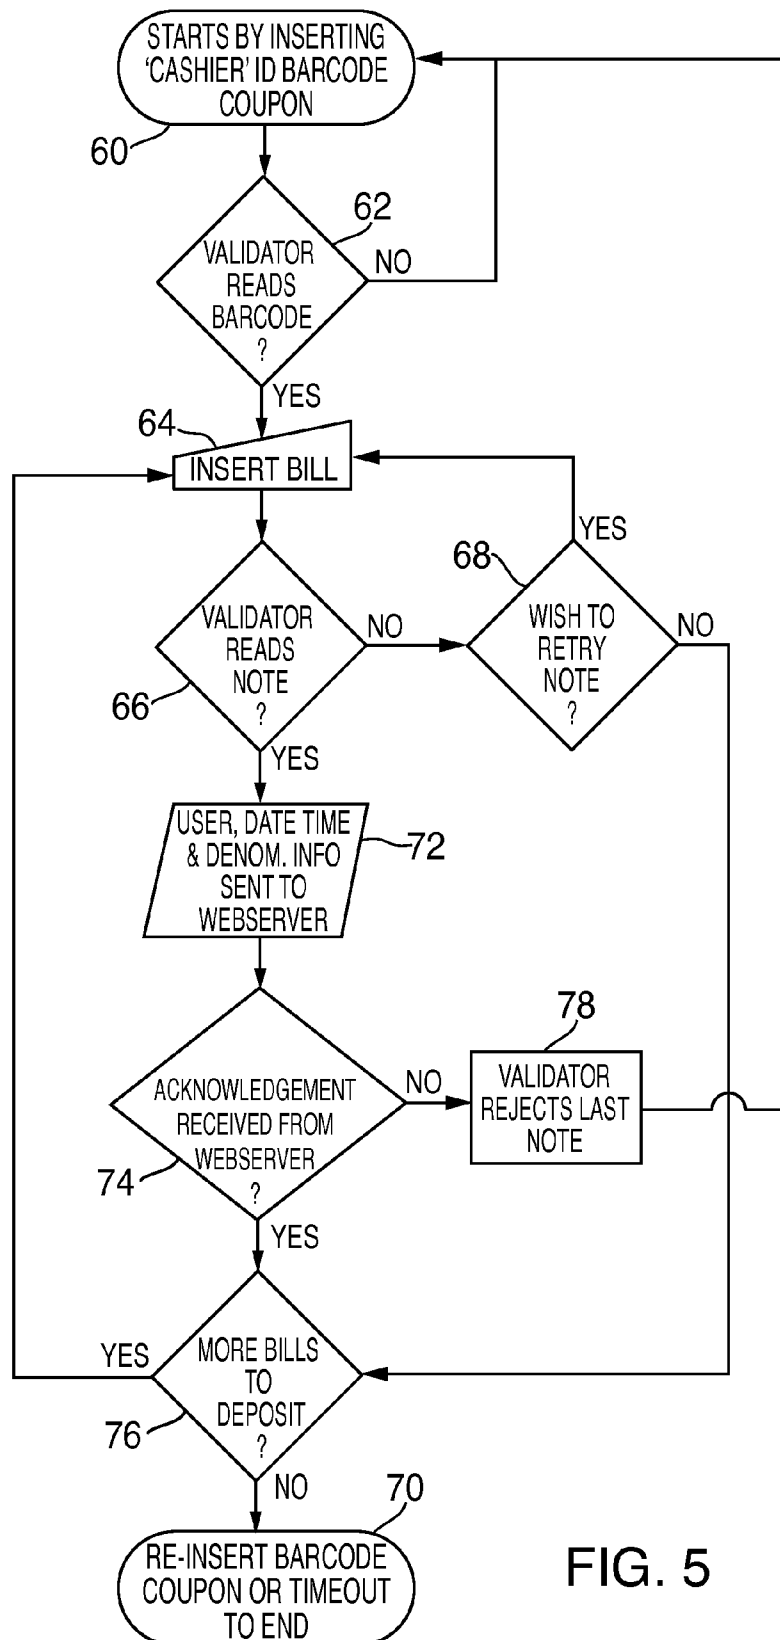 STARTS BY INSERTING
'CASHIER' ID BARCODE
COUPON
60
62
VALIDATOR
READS
BARCODE
?
NO
YES
64
INSERT BILL
YES
68
VALIDATOR
READS
NOTE
?
NO
66
WISH TO
RETRY
NOTE
?
NO
YES
USER, DATE TIME
& DENOM. INFO
SENT TO
WEBSERVER
72
78
ACKNOWLEDGEMENT
RECEIVED FROM
WEBSERVER
?
NO
74
VALIDATOR
REJECTS LAST
NOTE
YES
YES
MORE BILLS
TO
DEPOSIT
?
76
NO
70
RE-INSERT BARCODE
COUPON OR TIMEOUT
TO END
FIG. 5